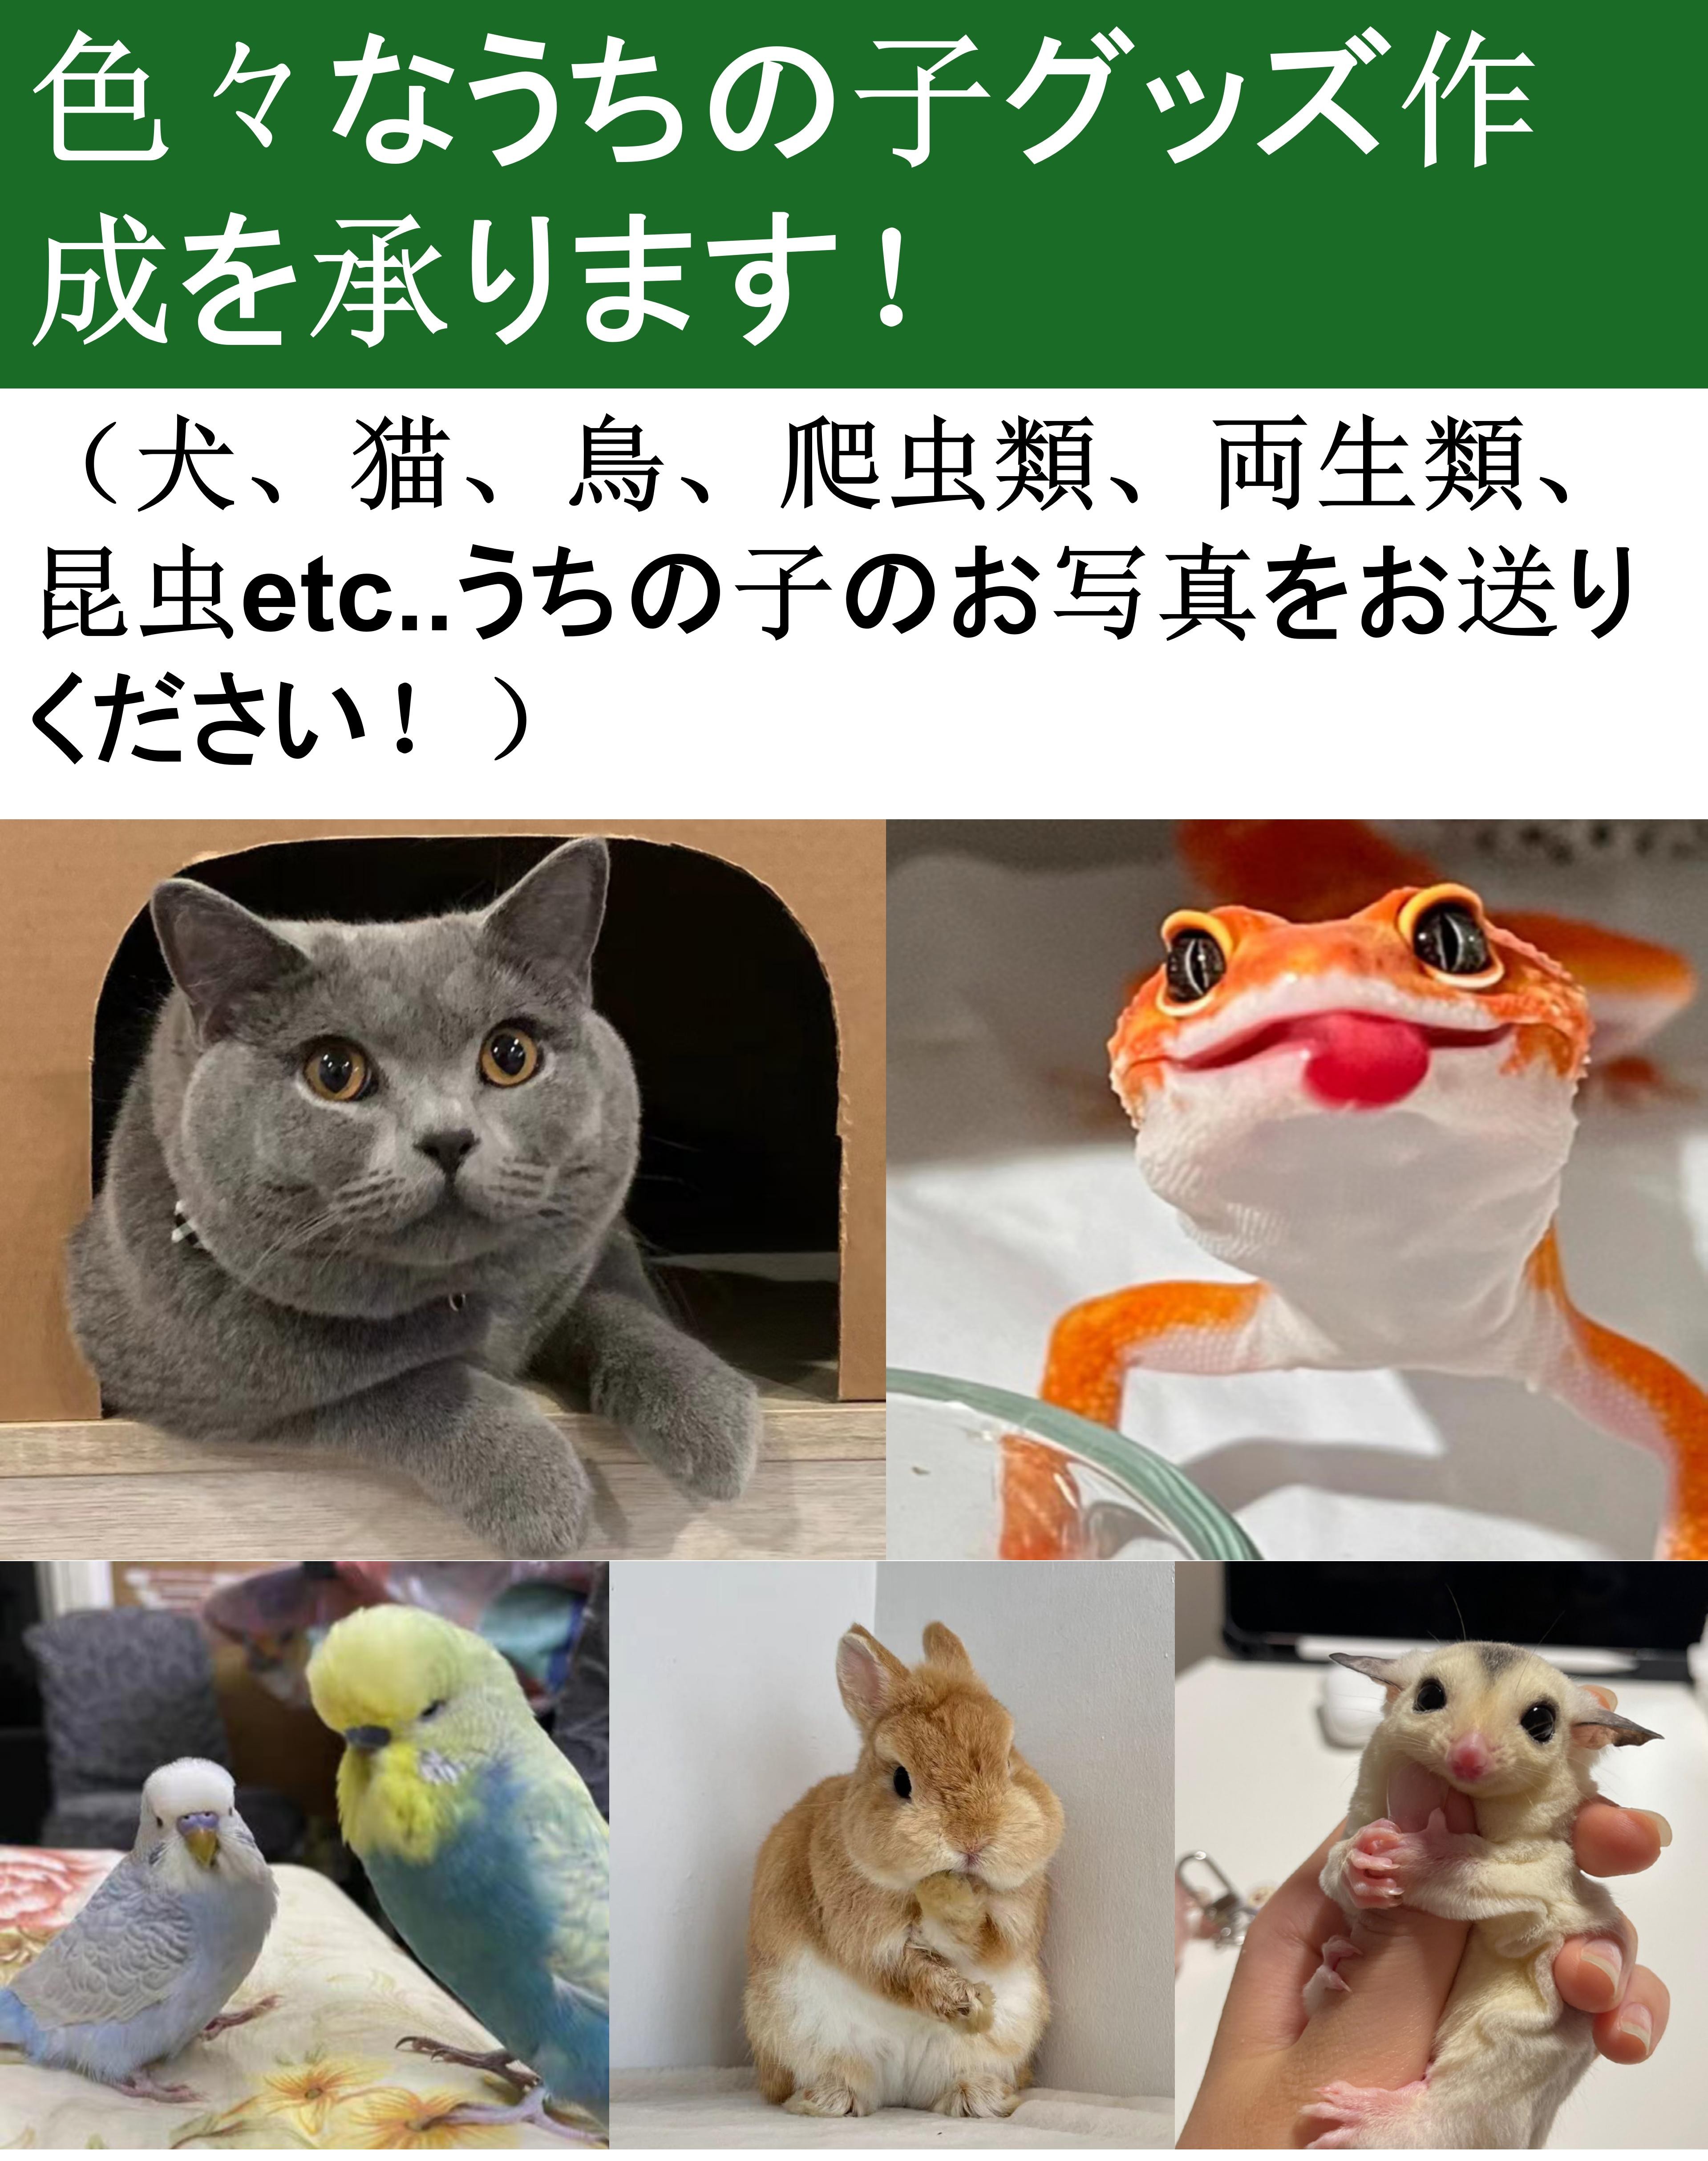 色々なうちの子グッズ作
成を承ります！
（犬、猫、鳥、爬虫類、両生類、
昆虫etc..うちの子のお写真をお送り
ください！）